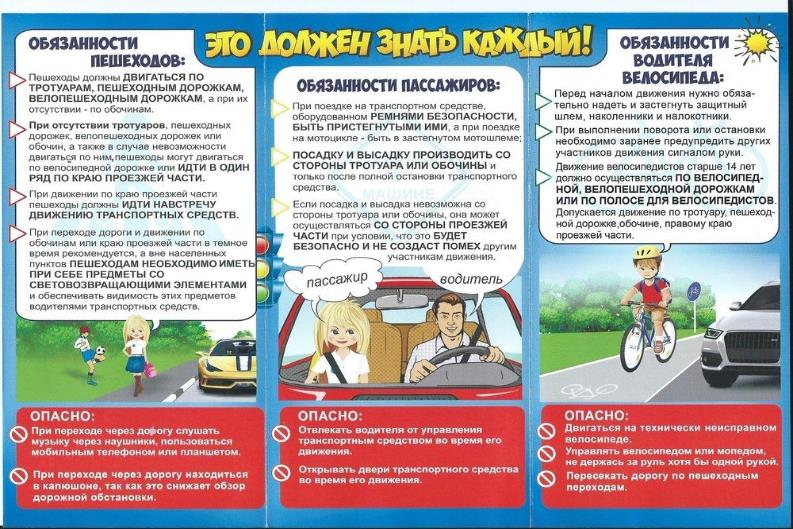 ЭТО ДОЛЖЕН ЗНАТЬ КАЖДЫЙ!
ОБЯЗАННОСТИ
ПЕШЕХОДОВ:
Пешеходы должны ДВИГАТЬСЯ ПО
ТРОТУАРАМ, ПЕШЕХОДНЫМ ДОРОЖКАМ,
ВЕЛОПЕШЕХОДНЫМ ДОРОЖКАМ, а при их
отсутствии - по обочинам.
При отсутствии тротуаров, пешеходных
дорожек, велопешеходных дорожек или
обочин, а также в случае невозможности
двигаться по ним,пешеходы могут двигаться
по велосипедной дорожке или ИДТИ В ОДИН
РЯД ПО КРАЮ ПРОЕЗЖЕЙ ЧАСТИ.
При движении по краю проезжей части
пешеходы должны ИДТИ НАВСТРЕЧУ
ДВИЖЕНИЮ ТРАНСПОРТНЫХ СРЕДСТВ.
При переходе дороги и движении по
обочинам или краю проезжей части в темное
время рекомендуется, а вне населенных
пунктов ПЕШЕХОДАМ НЕОБХОДИМО ИМЕТЬ
ПРИ СЕБЕ ПРЕДМЕТЫ СО
СВЕТОВОЗВРАЩАЮЩИМИ ЭЛЕМЕНТАМИ
и обеспечивать видимость этих предметов
водителями транспортных средств.
ОПАСНО:
При переходе через дорогу слушать
музыку через наушники, пользоваться
мобильным телефоном или планшетом.
При переходе через дорогу находиться
в капюшоне, так как это снижает обзор
дорожной обстановки.
ОБЯЗАННОСТИ ПАССАЖИРОВ:
При поездке на транспортном средстве,
оборудованном РЕМНЯМИ БЕЗОПАСНОСТИ,
БЫТЬ ПРИСТЕГНУТЫМИ ИМИ, а при поездке
на мотоцикле - быть в застегнутом мотошлеме;
ПОСАДКУ И ВЫСАДКУ ПРОИЗВОДИТЬ СО
СТОРОНЫ ТРОТУАРА ИЛИ ОБОЧИНЫ и
только после полной остановки транспортного
средства.
Если посадка и высадка невозможна со
стороны тротуара или обочины, она может
осуществляться СО СТОРОНЫ ПРОЕЗЖЕЙ
ЧАСТИ при условии, что это БУДЕТ
БЕЗОПАСНО И НЕ СОЗДАСТ ПОМЕХ другим
участникам движения.
пассажир
водитель
ОПАСНО:
Отвлекать водителя от управления
транспортным средством во время его
движения.
Открывать двери транспортного средства
во время его движения.
ОБЯЗАННОСТИ
ВОДИТЕЛЯ
ВЕЛОСИПЕДА:
Перед началом движения нужно обяза-
тельно надеть и застегнуть защитный
шлем, наколенники и налокотники.
При выполнении поворота или остановки
необходимо заранее предупредить других
участников движения сигналом руки.
Движение велосипедистов старше 14 лет
должно осуществляться ПО ВЕЛОСИПЕД-
НОЙ, ВЕЛОПЕШЕХОДНОЙ ДОРОЖКАМ
ИЛИ ПО ПОЛОСЕ ДЛЯ ВЕЛОСИПЕДИСТОВ.
Допускается движение по тротуару, пешеход-
ной дорожке,обочине, правому краю
проезжей части.
ОПАСНО:
Двигаться на технически неисправном
велосипеде.
Управлять велосипедом или мопедом,
не держась за руль хотя бы одной рукой.
Пересекать дорогу по пешеходным
переходам.